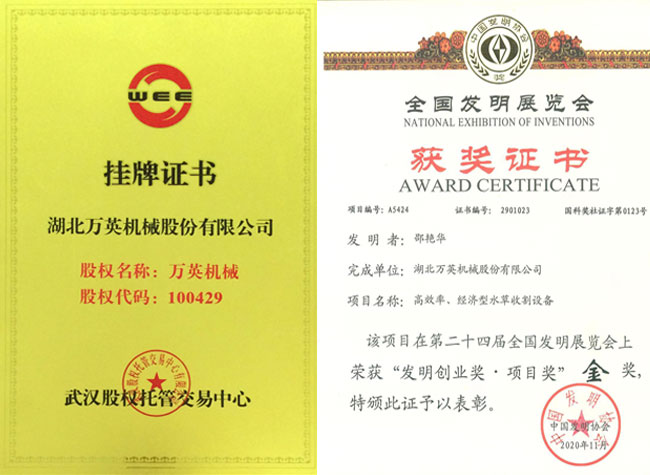 WEE
挂牌证书
湖北万英机械股份有限公司
股权名称：万英机械
股权代码：100429
武汉股权托管交易中心
中国发明协会
奖
全国发明展览会
NATIONAL EXHIBITION OF INVENTIONS
获奖证书
AWARD CERTIFICATE
项目编号：A5424 证书编号：2901023 国科奖社证字第0123号
发明者：邵艳华
完成单位：湖北万英机械股份有限公司
项目名称：高效率、经济型水草收割设备
该项目在第二十四届全国发明展览会上
荣获“发明创业奖·项目奖” 金 奖，
特颁此证予以表彰。
中国发明协会
中国发明协会
2020年11月